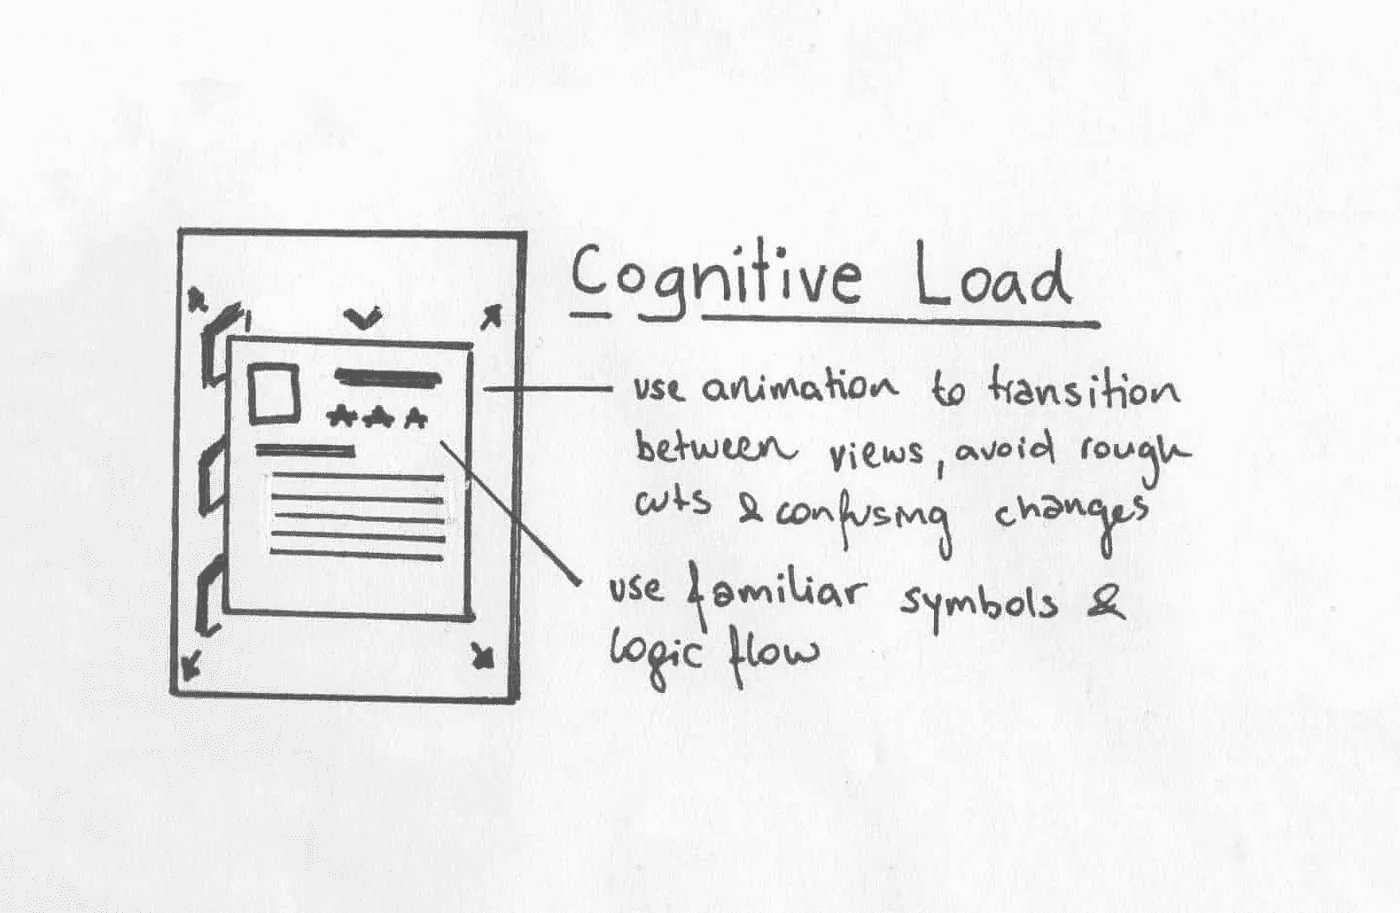 Cognitive Load
use animation to transition
between views, avoid rough
cuts & confusing changes
use familiar symbols &
logic flow